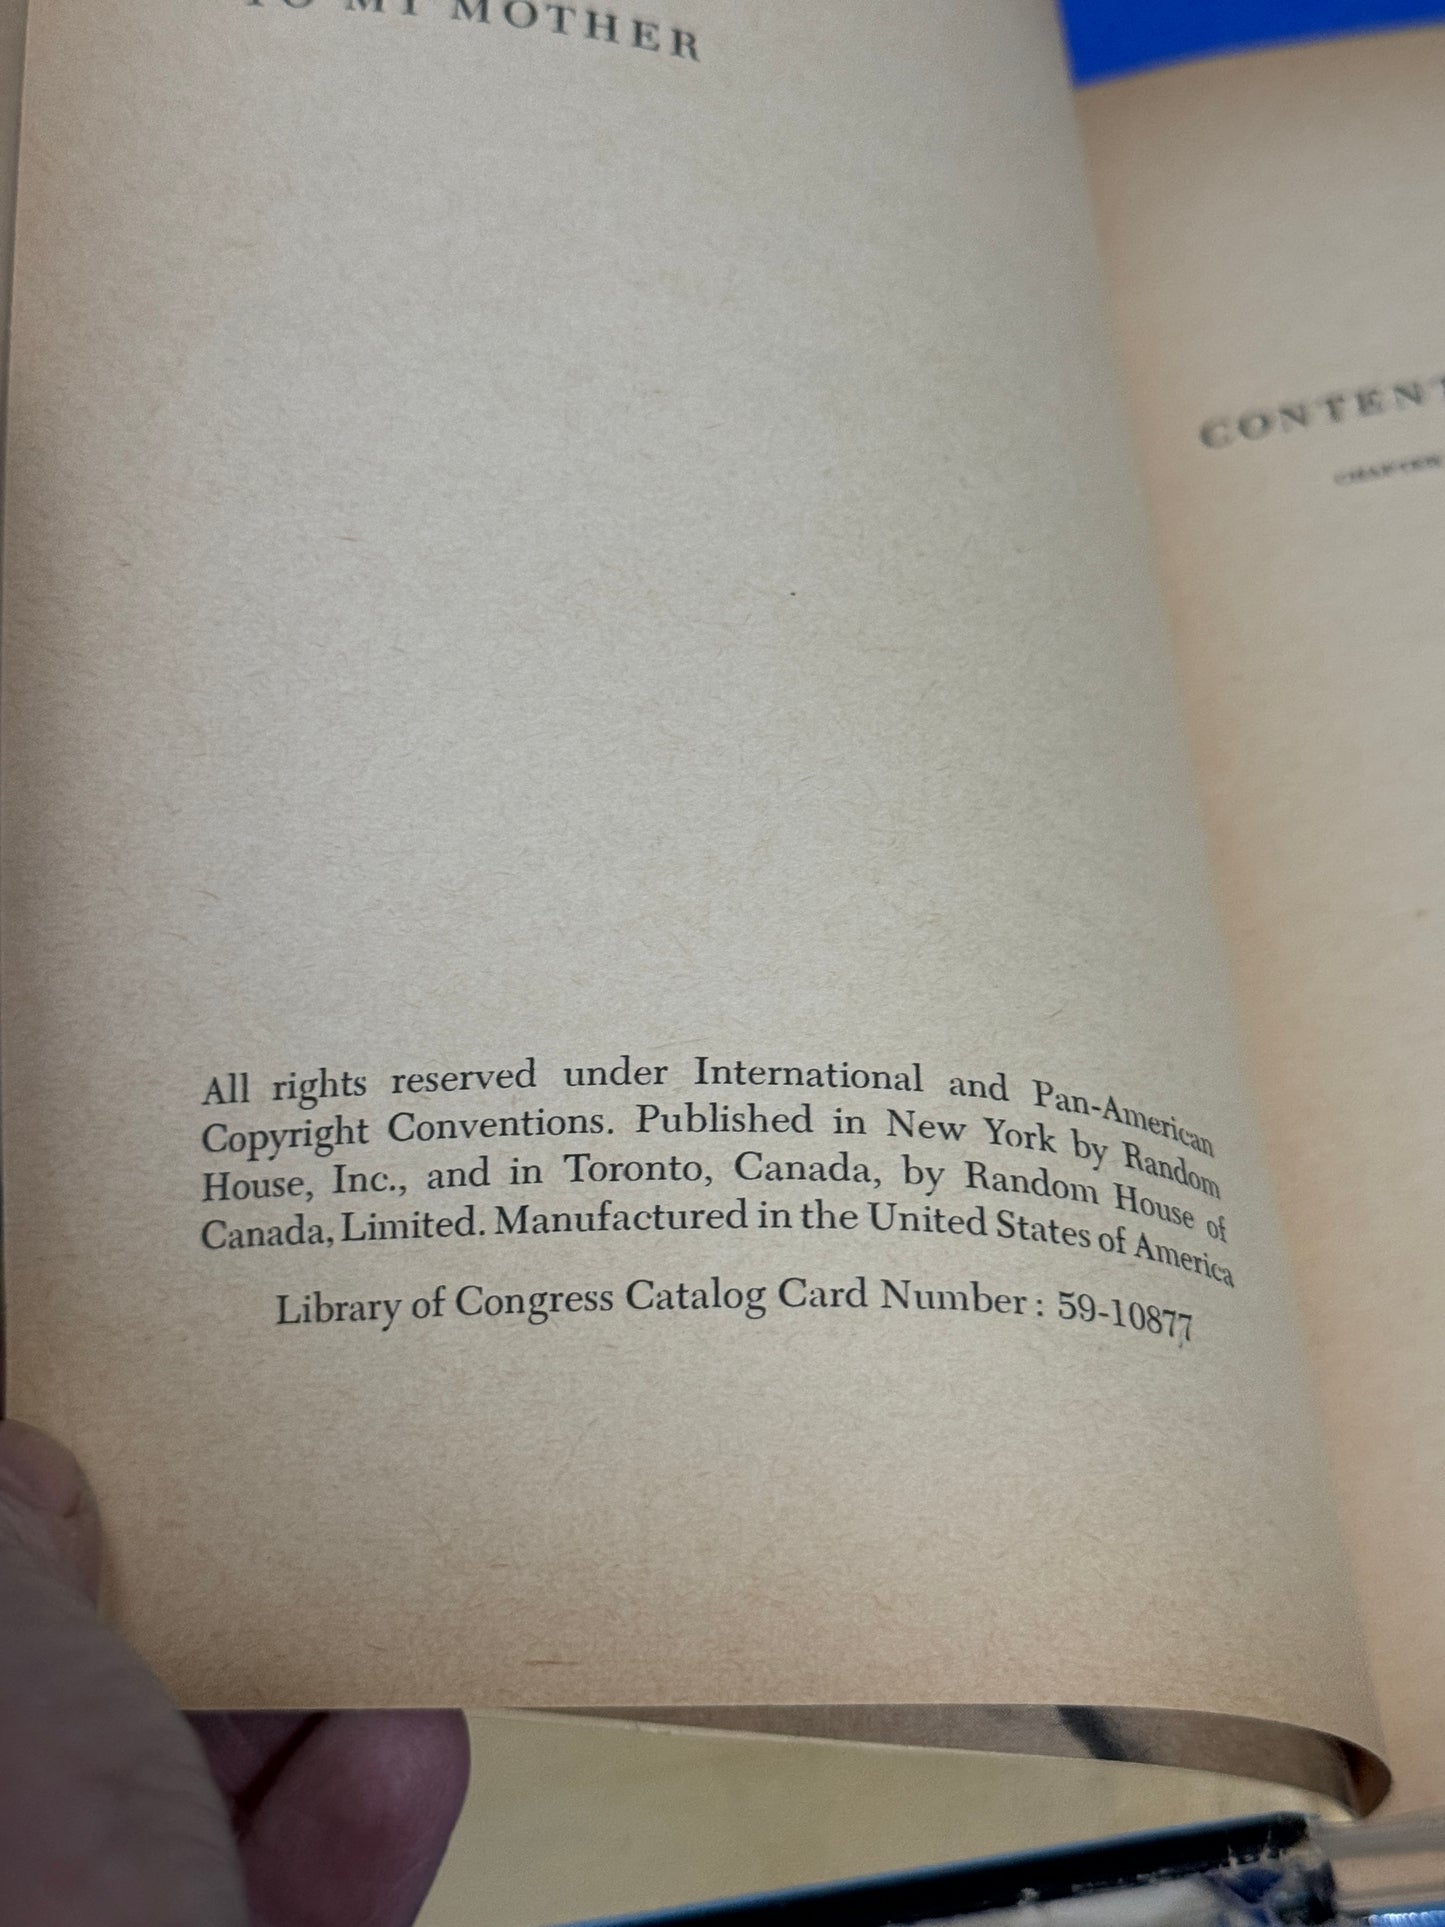 TO MY MOTHER
All rights reserved under International and Pan-American
Copyright Conventions. Published in New York by Random
House, Inc., and in Toronto, Canada, by Random House of
Canada, Limited. Manufactured in the United States of America
Library of Congress Catalog Card Number: 59-10877
CONTENT
CHAPTER